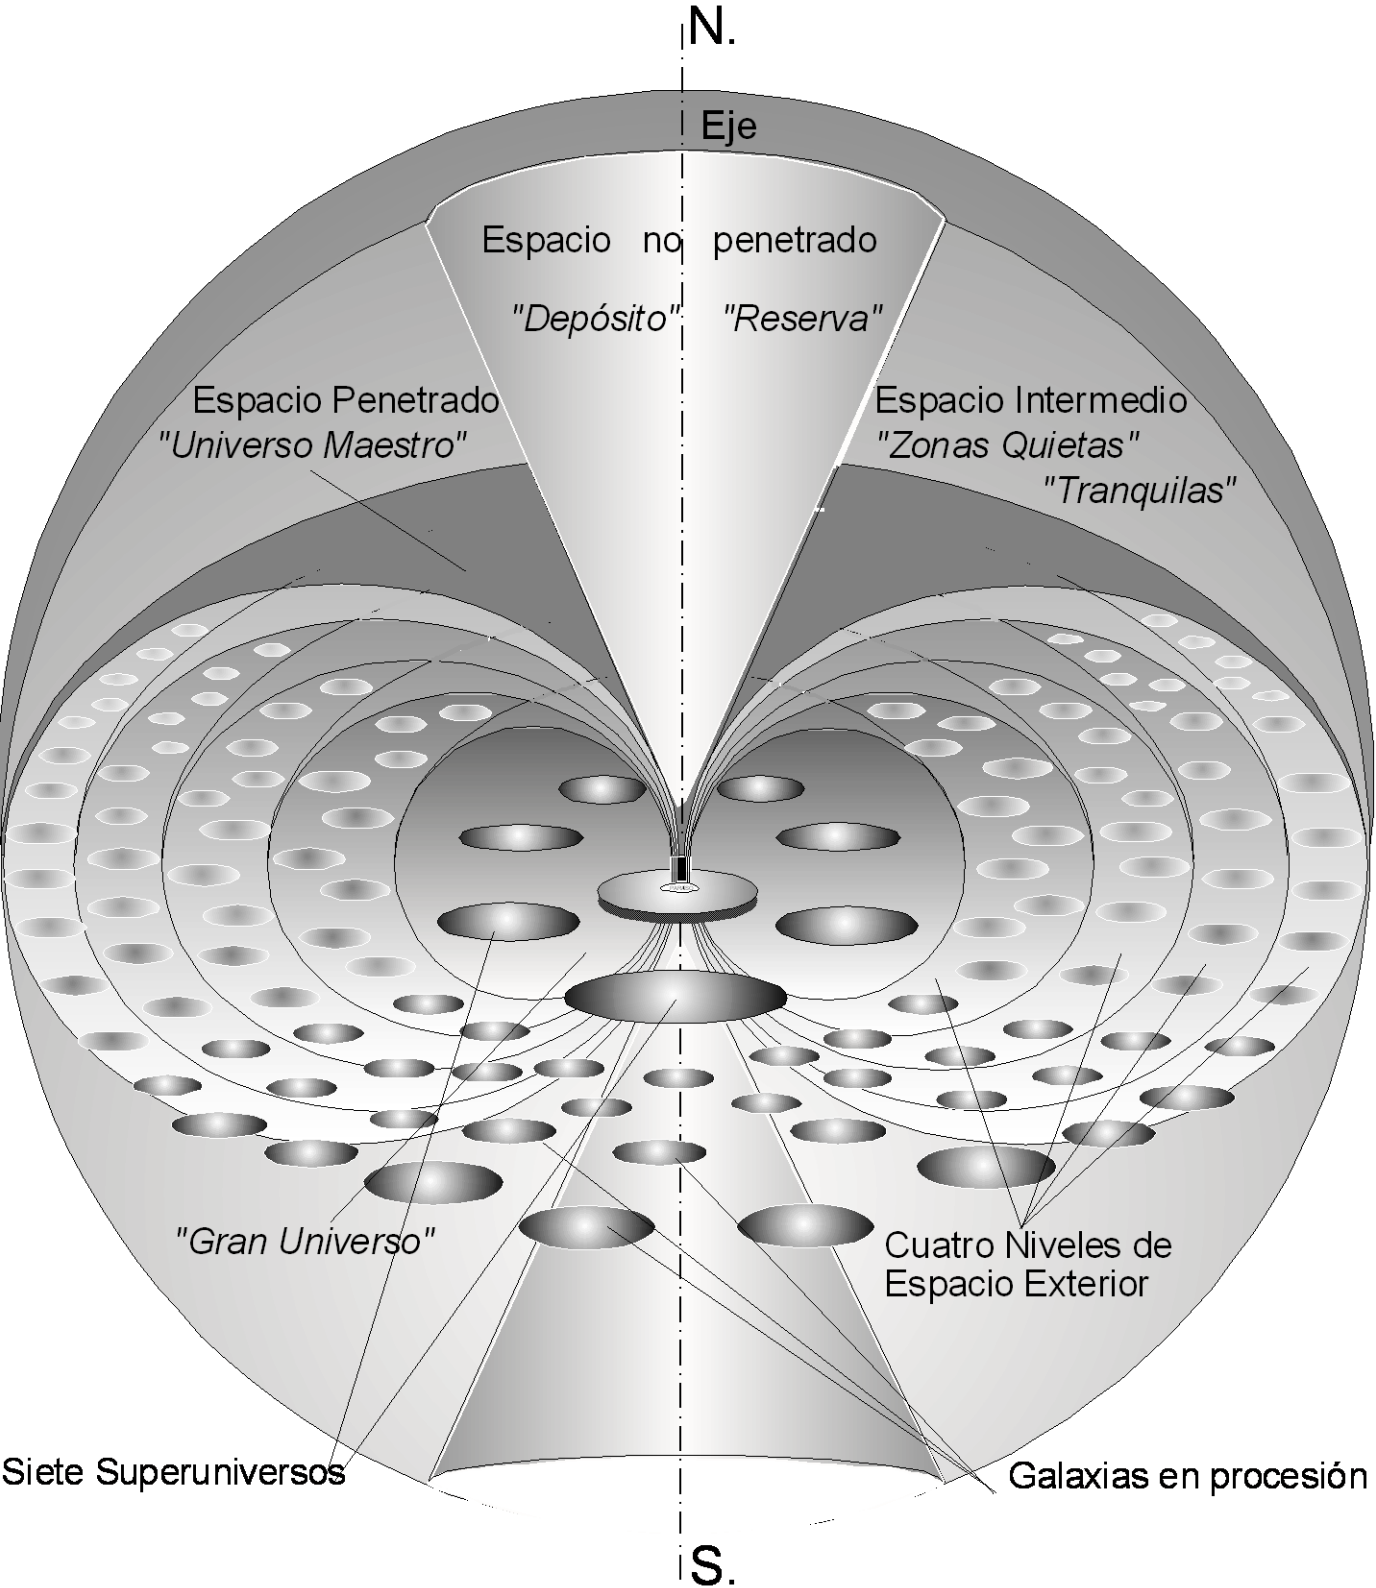 N.
Eje
Espacio no penetrado
"Depósito" "Reserva"
Espacio Penetrado
"Universo Maestro"
Espacio Intermedio
"Zonas Quietas"
"Tranquilas"
"Gran Universo"
Cuatro Niveles de
Espacio Exterior
Siete Superuniversos
Galaxias en procesión
S.